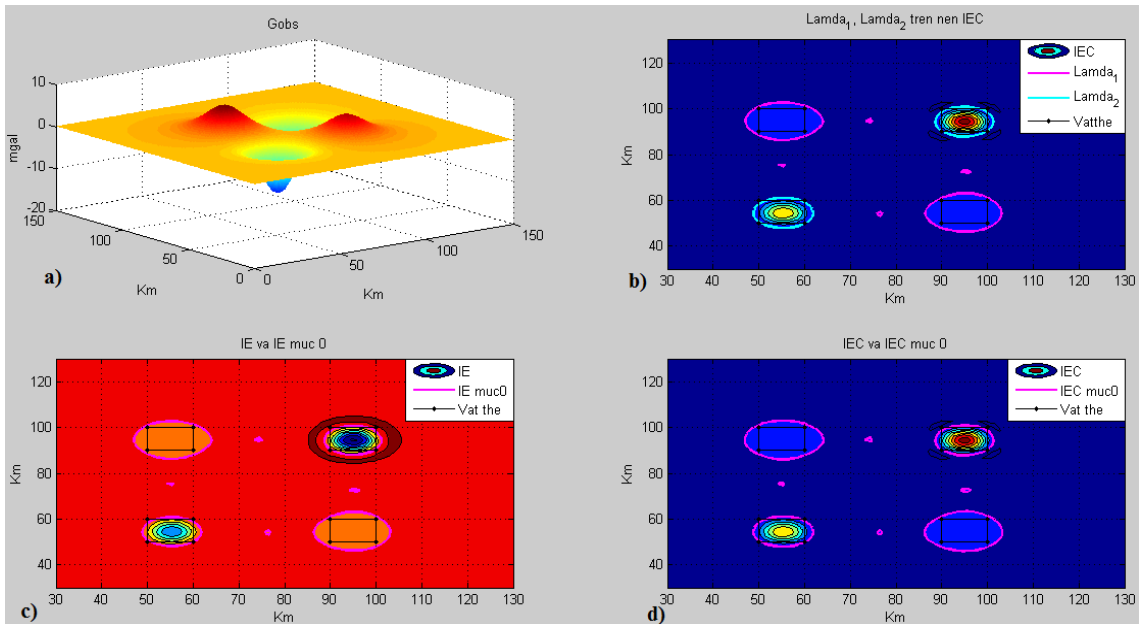 Gobs
10
0
-10
-20
mgal
150
100
50
0
Km
0
50
100
150
Km
a)
Lamda1, Lamda2 tren nen IEC
IEC
Lamda1
Lamda2
Vatthe
120
100
80
60
40
Km
30 40 50 60 70 80 90 100 110 120 130
Km
b)
IE va IE muc 0
IE
IE muc0
Vat the
120
100
80
60
40
Km
30 40 50 60 70 80 90 100 110 120 130
Km
c)
IEC va IEC muc 0
IEC
IEC muc0
Vat the
120
100
80
60
40
Km
30 40 50 60 70 80 90 100 110 120 130
Km
d)